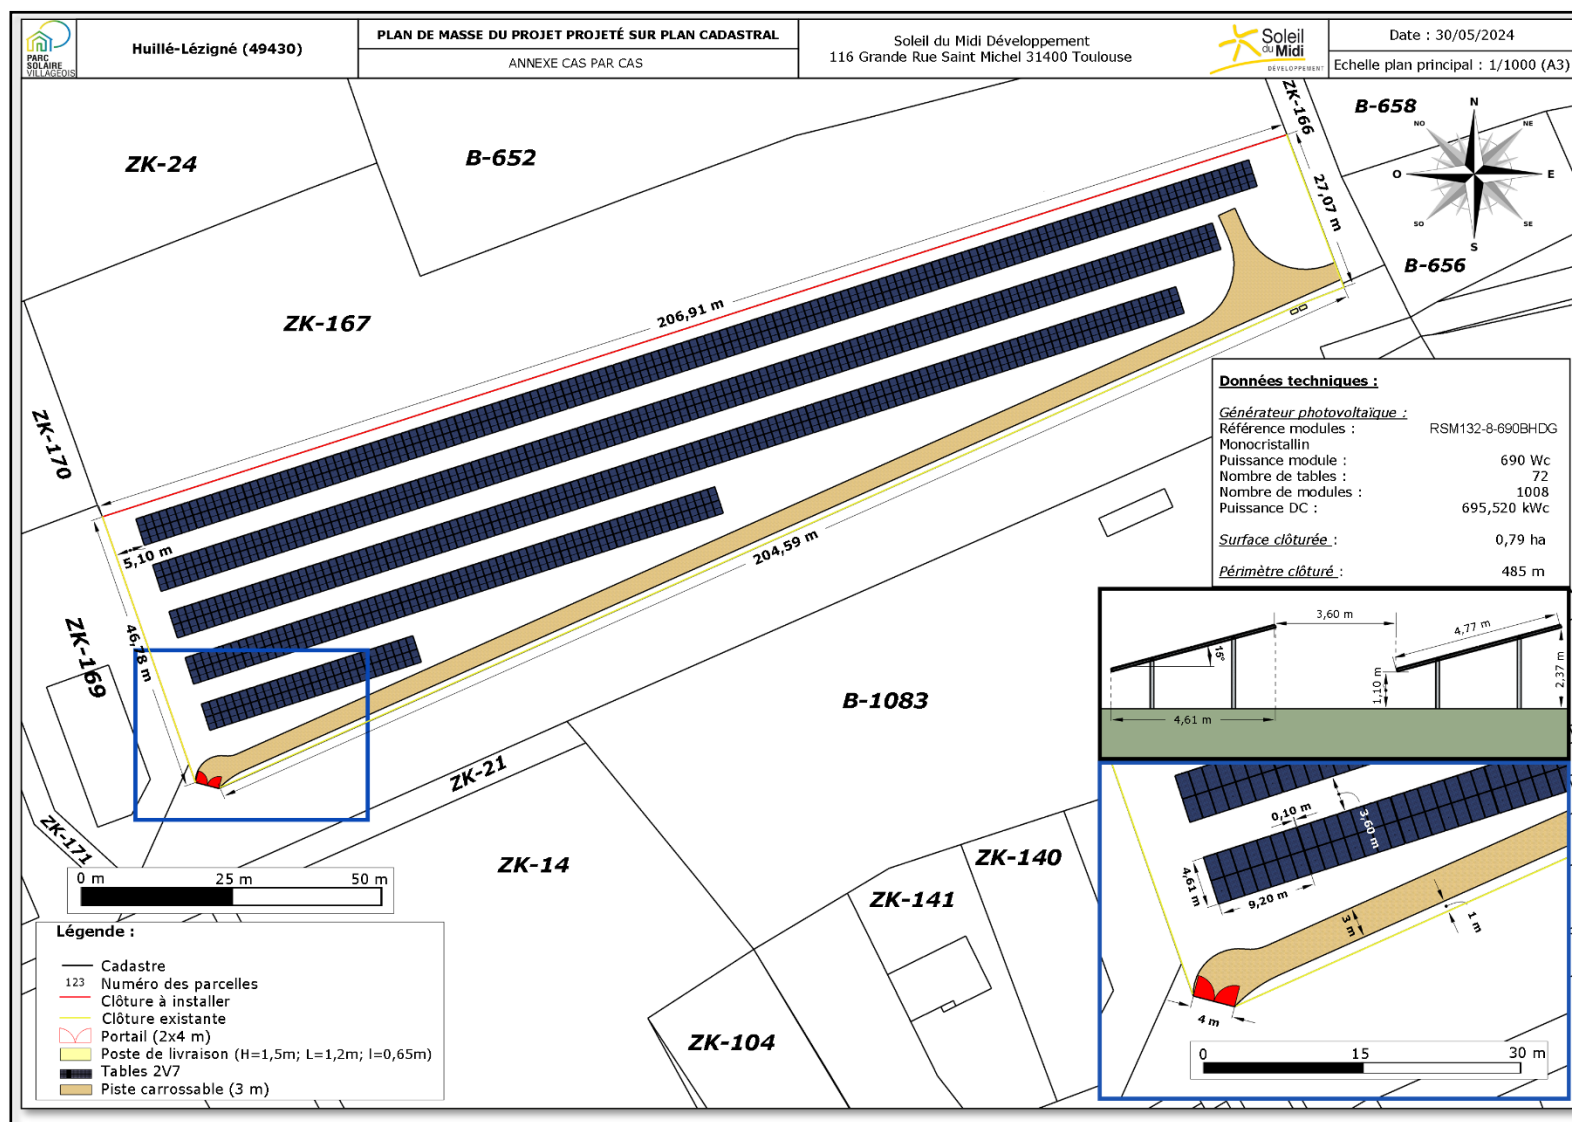 PARC
SOLAIRE
VILLAGEOIS
Huillé-Lézigné (49430)
PLAN DE MASSE DU PROJET PROJETÉ SUR PLAN CADASTRAL
ANNEXE CAS PAR CAS
Soleil du Midi Développement
116 Grande Rue Saint Michel 31400 Toulouse
Soleil
du Midi
DÉVELOPPEMENT
Date : 30/05/2024
Echelle plan principal : 1/1000 (A3)
ZK-24
B-652
ZK-166
B-658
N
NO
NE
O
E
SO
SE
S
27,07 m
B-656
ZK-167
206,91 m
ZK-170
5,10 m
204,59 m
46,78 m
ZK-169
B-1083
ZK-21
ZK-171
ZK-14
ZK-140
ZK-141
ZK-104
Données techniques :
Générateur photovoltaïque :
Référence modules : RSM132-8-690BHDG
Monocristallin
Puissance module : 690 Wc
Nombre de tables : 72
Nombre de modules : 1008
Puissance DC : 695,520 kWc
Surface clôturée : 0,79 ha
Périmètre clôturé : 485 m
3,60 m
4,77 m
15°
1,10 m
2,37 m
4,61 m
0,10 m
3,60 m
4,61 m
9,20 m
3 m
1 m
4 m
0 15 30 m
0 m 25 m 50 m
Légende :
Cadastre
123 Numéro des parcelles
Clôture à installer
Clôture existante
Portail (2x4 m)
Poste de livraison (H=1,5m; L=1,2m; l=0,65m)
Tables 2V7
Piste carrossable (3 m)